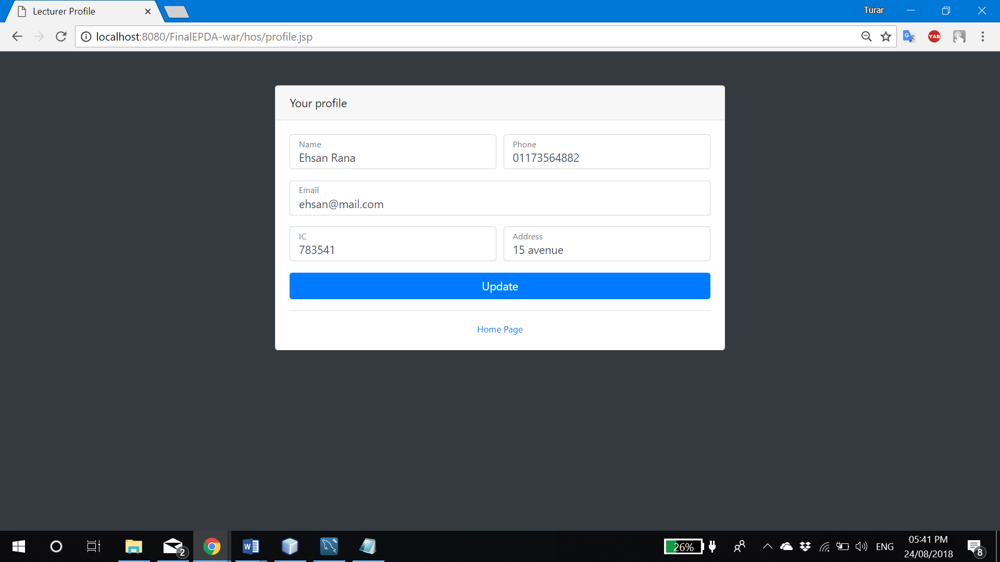 Lecturer Profile
Turar
localhost:8080/FinalEPDA-war/hos/profile.jsp
YAB
Your profile
Name
Ehsan Rana
Phone
01173564882
Email
ehsan@mail.com
IC
783541
Address
15 avenue
Update
Home Page
2
26%
ENG
05:41 PM
24/08/2018
8